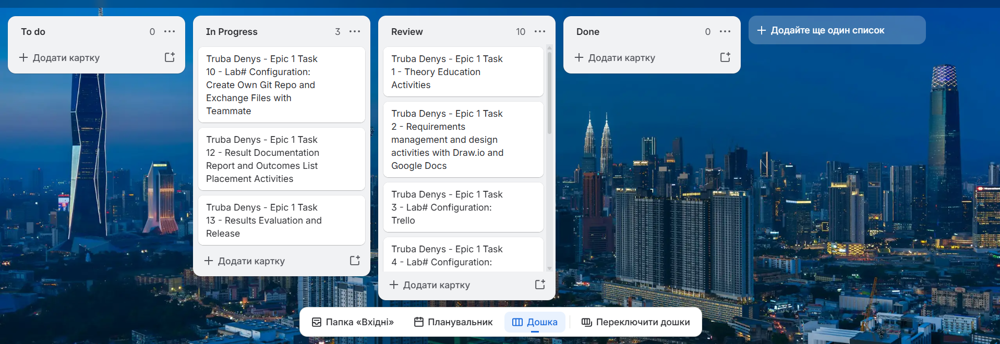 To do
0
Додати картку
In Progress
3
Truba Denys - Epic 1 Task
10 - Lab# Configuration:
Create Own Git Repo and
Exchange Files with
Teammate
Truba Denys - Epic 1 Task
12 - Result Documentation
Report and Outcomes List
Placement Activities
Truba Denys - Epic 1 Task
13 - Results Evaluation and
Release
Додати картку
Review
10
Truba Denys - Epic 1 Task
1 - Theory Education
Activities
Truba Denys - Epic 1 Task
2 - Requirements
management and design
activities with Draw.io and
Google Docs
Truba Denys - Epic 1 Task
3 - Lab# Configuration:
Trello
Truba Denys - Epic 1 Task
4 - Lab# Configuration:
Додати картку
Done
0
Додати картку
Додайте ще один список
Папка «Вхідні»
Планувальник
Дошка
Переключити дошки